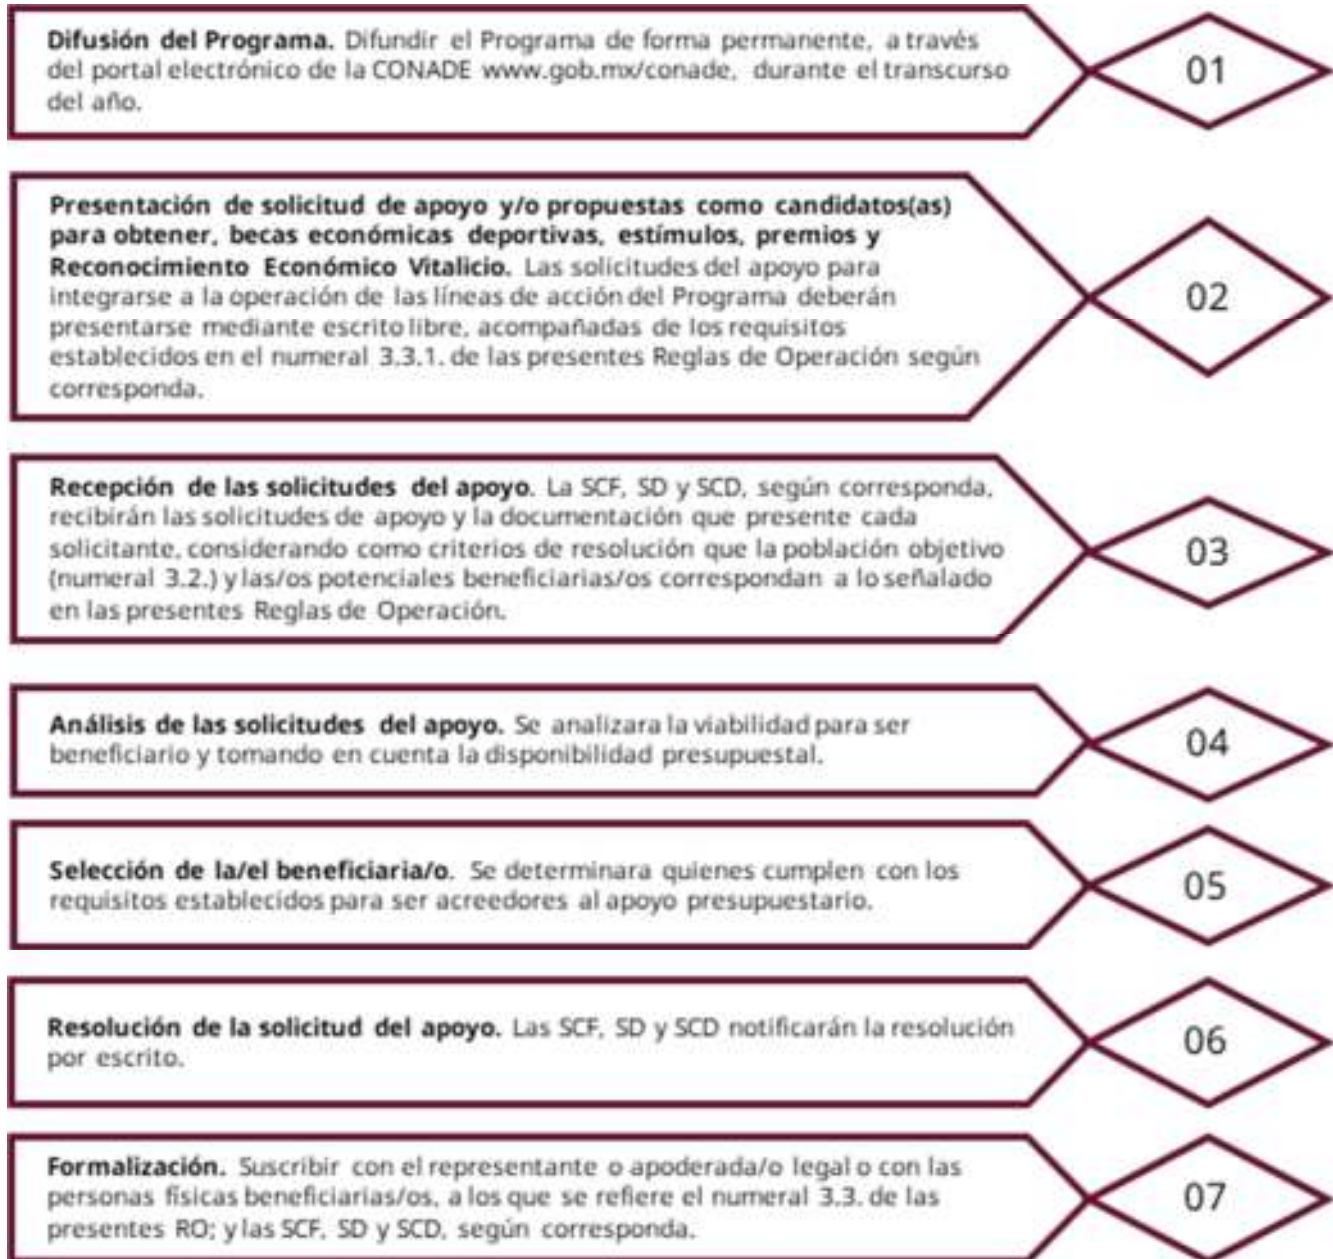 Difusión del Programa. Difundir el Programa de forma permanente, a través
del portal electrónico de la CONADE www.gob.mx/conade, durante el transcurso
del año.
01
Presentación de solicitud de apoyo y/o propuestas como candidatos(as)
para obtener, becas económicas deportivas, estímulos, premios y
Reconocimiento Económico Vitalicio. Las solicitudes del apoyo para
integrarse a la operación de las líneas de acción del Programa deberán
presentarse mediante escrito libre, acompañadas de los requisitos
establecidos en el numeral 3.3.1. de las presentes Reglas de Operación según
corresponda.
02
Recepción de las solicitudes del apoyo. La SCF, SD y SCD, según corresponda,
recibirán las solicitudes de apoyo y la documentación que presente cada
solicitante, considerando como criterios de resolución que la población objetivo
(numeral 3.2.) y las/os potenciales beneficiarias/os correspondan a lo señalado
en las presentes Reglas de Operación.
03
Análisis de las solicitudes del apoyo. Se analizara la viabilidad para ser
beneficiario y tomando en cuenta la disponibilidad presupuestal.
04
Selección de la/el beneficiaria/o. Se determinara quienes cumplen con los
requisitos establecidos para ser acreedores al apoyo presupuestario.
05
Resolución de la solicitud del apoyo. Las SCF, SD y SCD notificarán la resolución
por escrito.
06
Formalización. Suscribir con el representante o apoderada/o legal o con las
personas físicas beneficiarias/os, a los que se refiere el numeral 3.3. de las
presentes RO; y las SCF, SD y SCD, según corresponda.
07